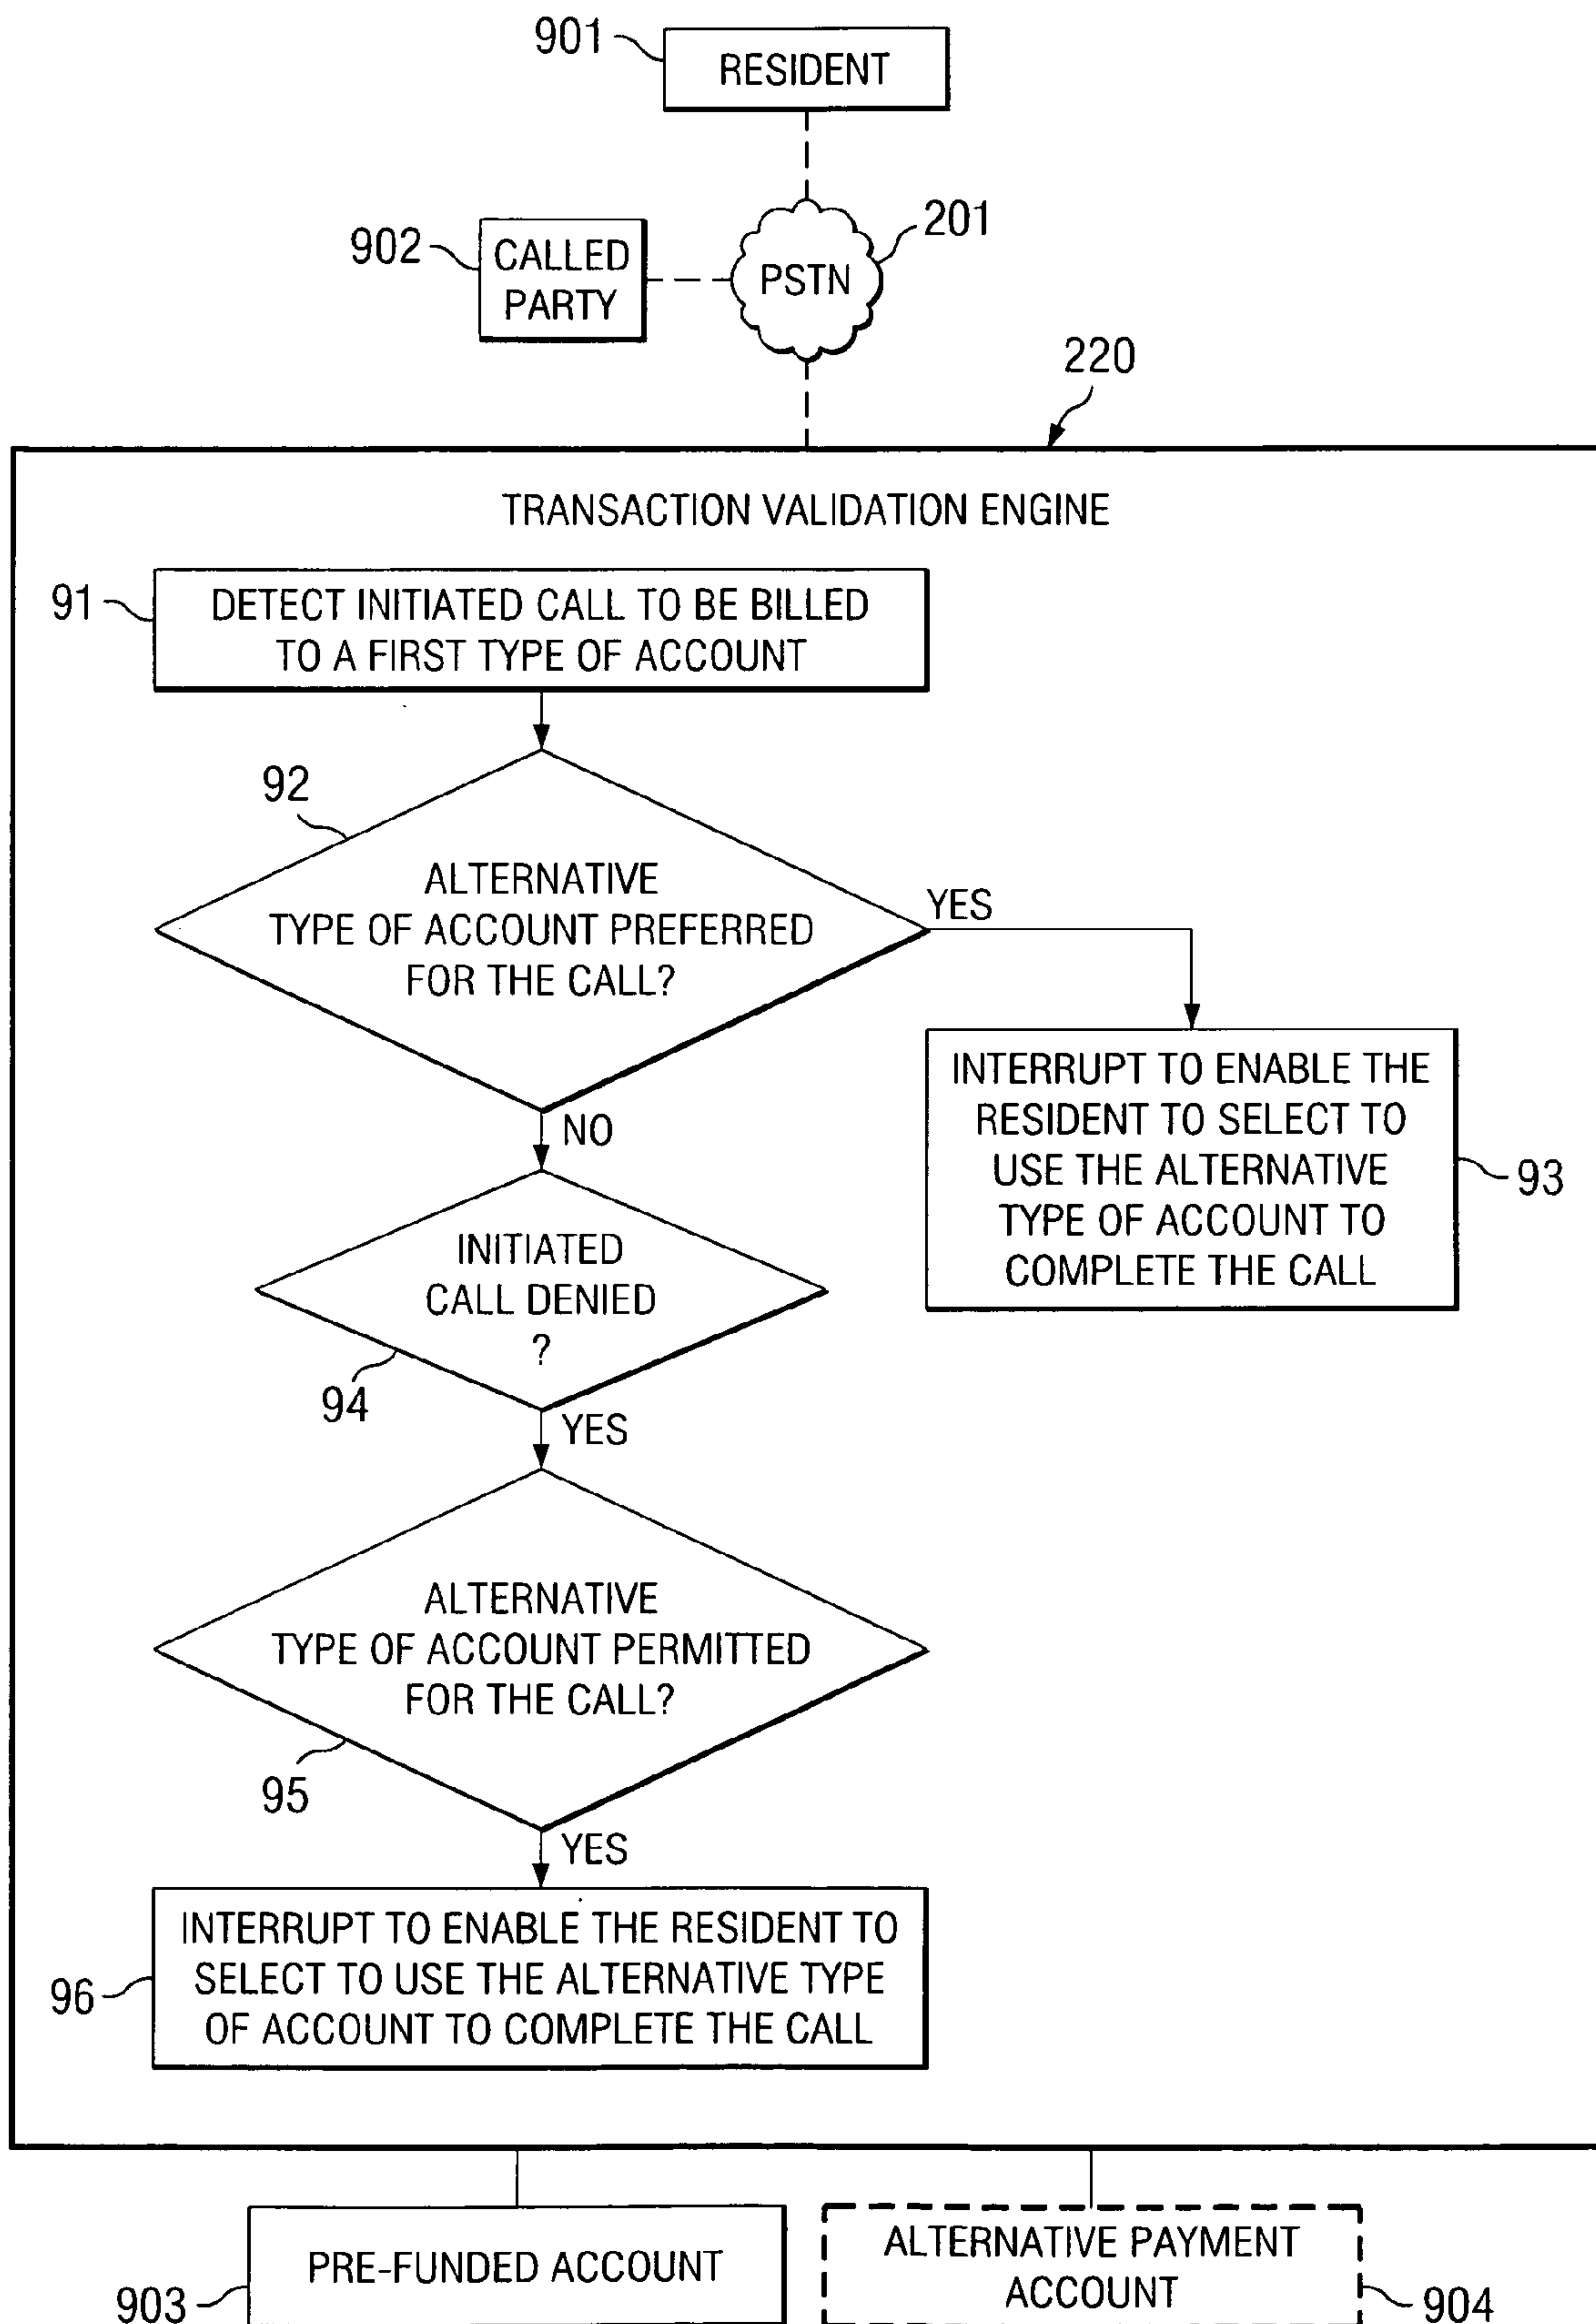 901
RESIDENT
902
CALLED
PARTY
PSTN
201
220
TRANSACTION VALIDATION ENGINE
91
DETECT INITIATED CALL TO BE BILLED
TO A FIRST TYPE OF ACCOUNT
92
ALTERNATIVE
TYPE OF ACCOUNT PREFERRED
FOR THE CALL?
YES
INTERRUPT TO ENABLE THE
RESIDENT TO SELECT TO
USE THE ALTERNATIVE
TYPE OF ACCOUNT TO
COMPLETE THE CALL
93
NO
INITIATED
CALL DENIED
?
94
YES
ALTERNATIVE
TYPE OF ACCOUNT PERMITTED
FOR THE CALL?
95
YES
INTERRUPT TO ENABLE THE RESIDENT TO
SELECT TO USE THE ALTERNATIVE TYPE
OF ACCOUNT TO COMPLETE THE CALL
96
PRE-FUNDED ACCOUNT
903
ALTERNATIVE PAYMENT
ACCOUNT
904